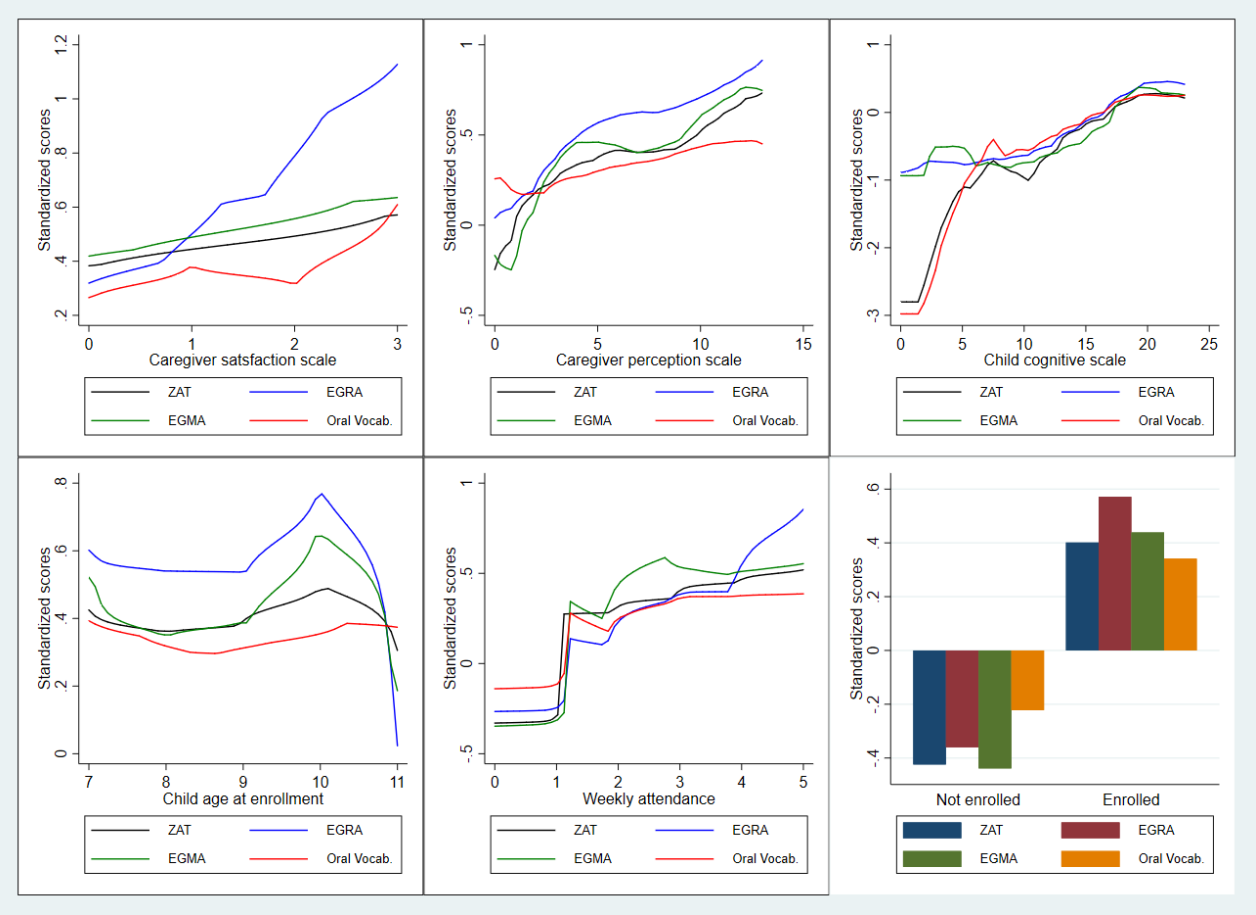 Standardized scores
1.2
1
.8
.6
.4
.2
0 1 2 3
Caregiver satsfaction scale
ZAT EGRA
EGMA Oral Vocab.
Standardized scores
1
.5
0
-.5
0 5 10 15
Caregiver perception scale
ZAT EGRA
EGMA Oral Vocab.
Standardized scores
1
0
-1
-2
-3
0 5 10 15 20 25
Child cognitive scale
ZAT EGRA
EGMA Oral Vocab.
Standardized scores
.8
.6
.4
.2
0
7 8 9 10 11
Child age at enrollment
ZAT EGRA
EGMA Oral Vocab.
Standardized scores
1
.5
0
-.5
0 1 2 3 4 5
Weekly attendance
ZAT EGRA
EGMA Oral Vocab.
Standardized scores
.6
.4
.2
0
-.2
-.4
Not enrolled Enrolled
ZAT EGRA
EGMA Oral Vocab.